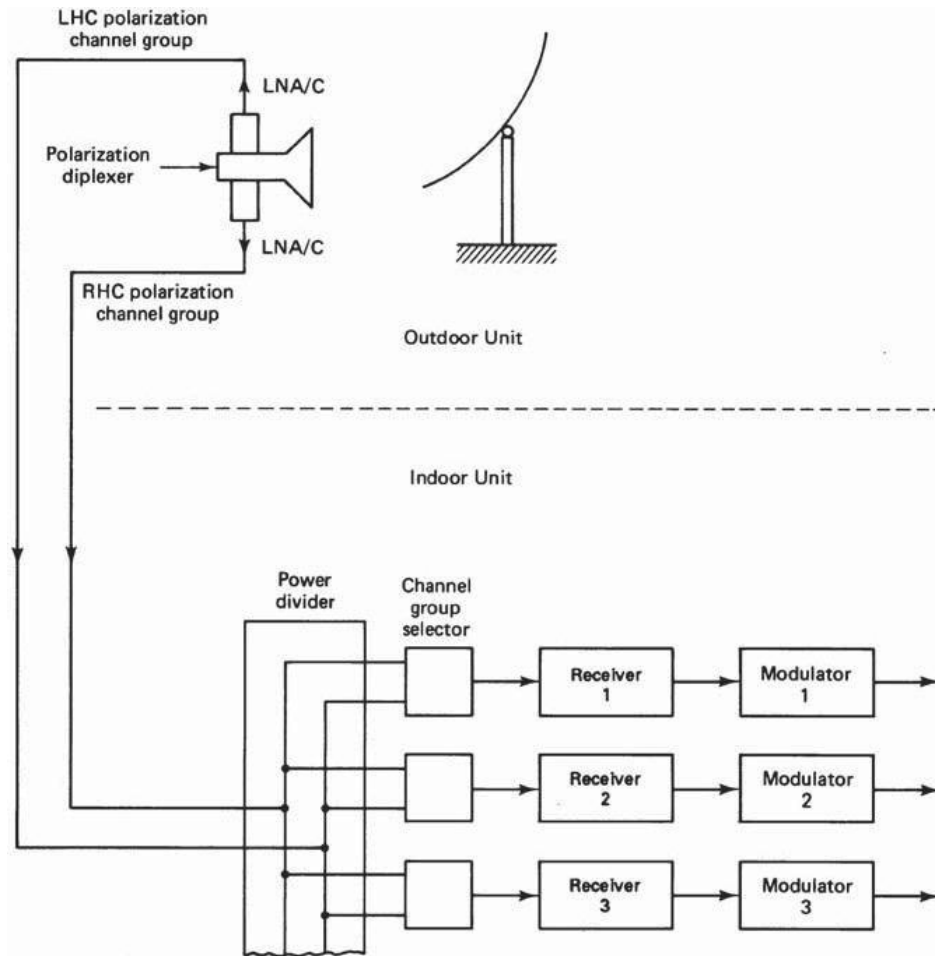 LHC polarization
channel group
LNA/C
Polarization
diplexer
LNA/C
RHC polarization
channel group
Outdoor Unit
Indoor Unit
Power
divider
Channel
group
selector
Receiver
1
Modulator
1
Receiver
2
Modulator
2
Receiver
3
Modulator
3